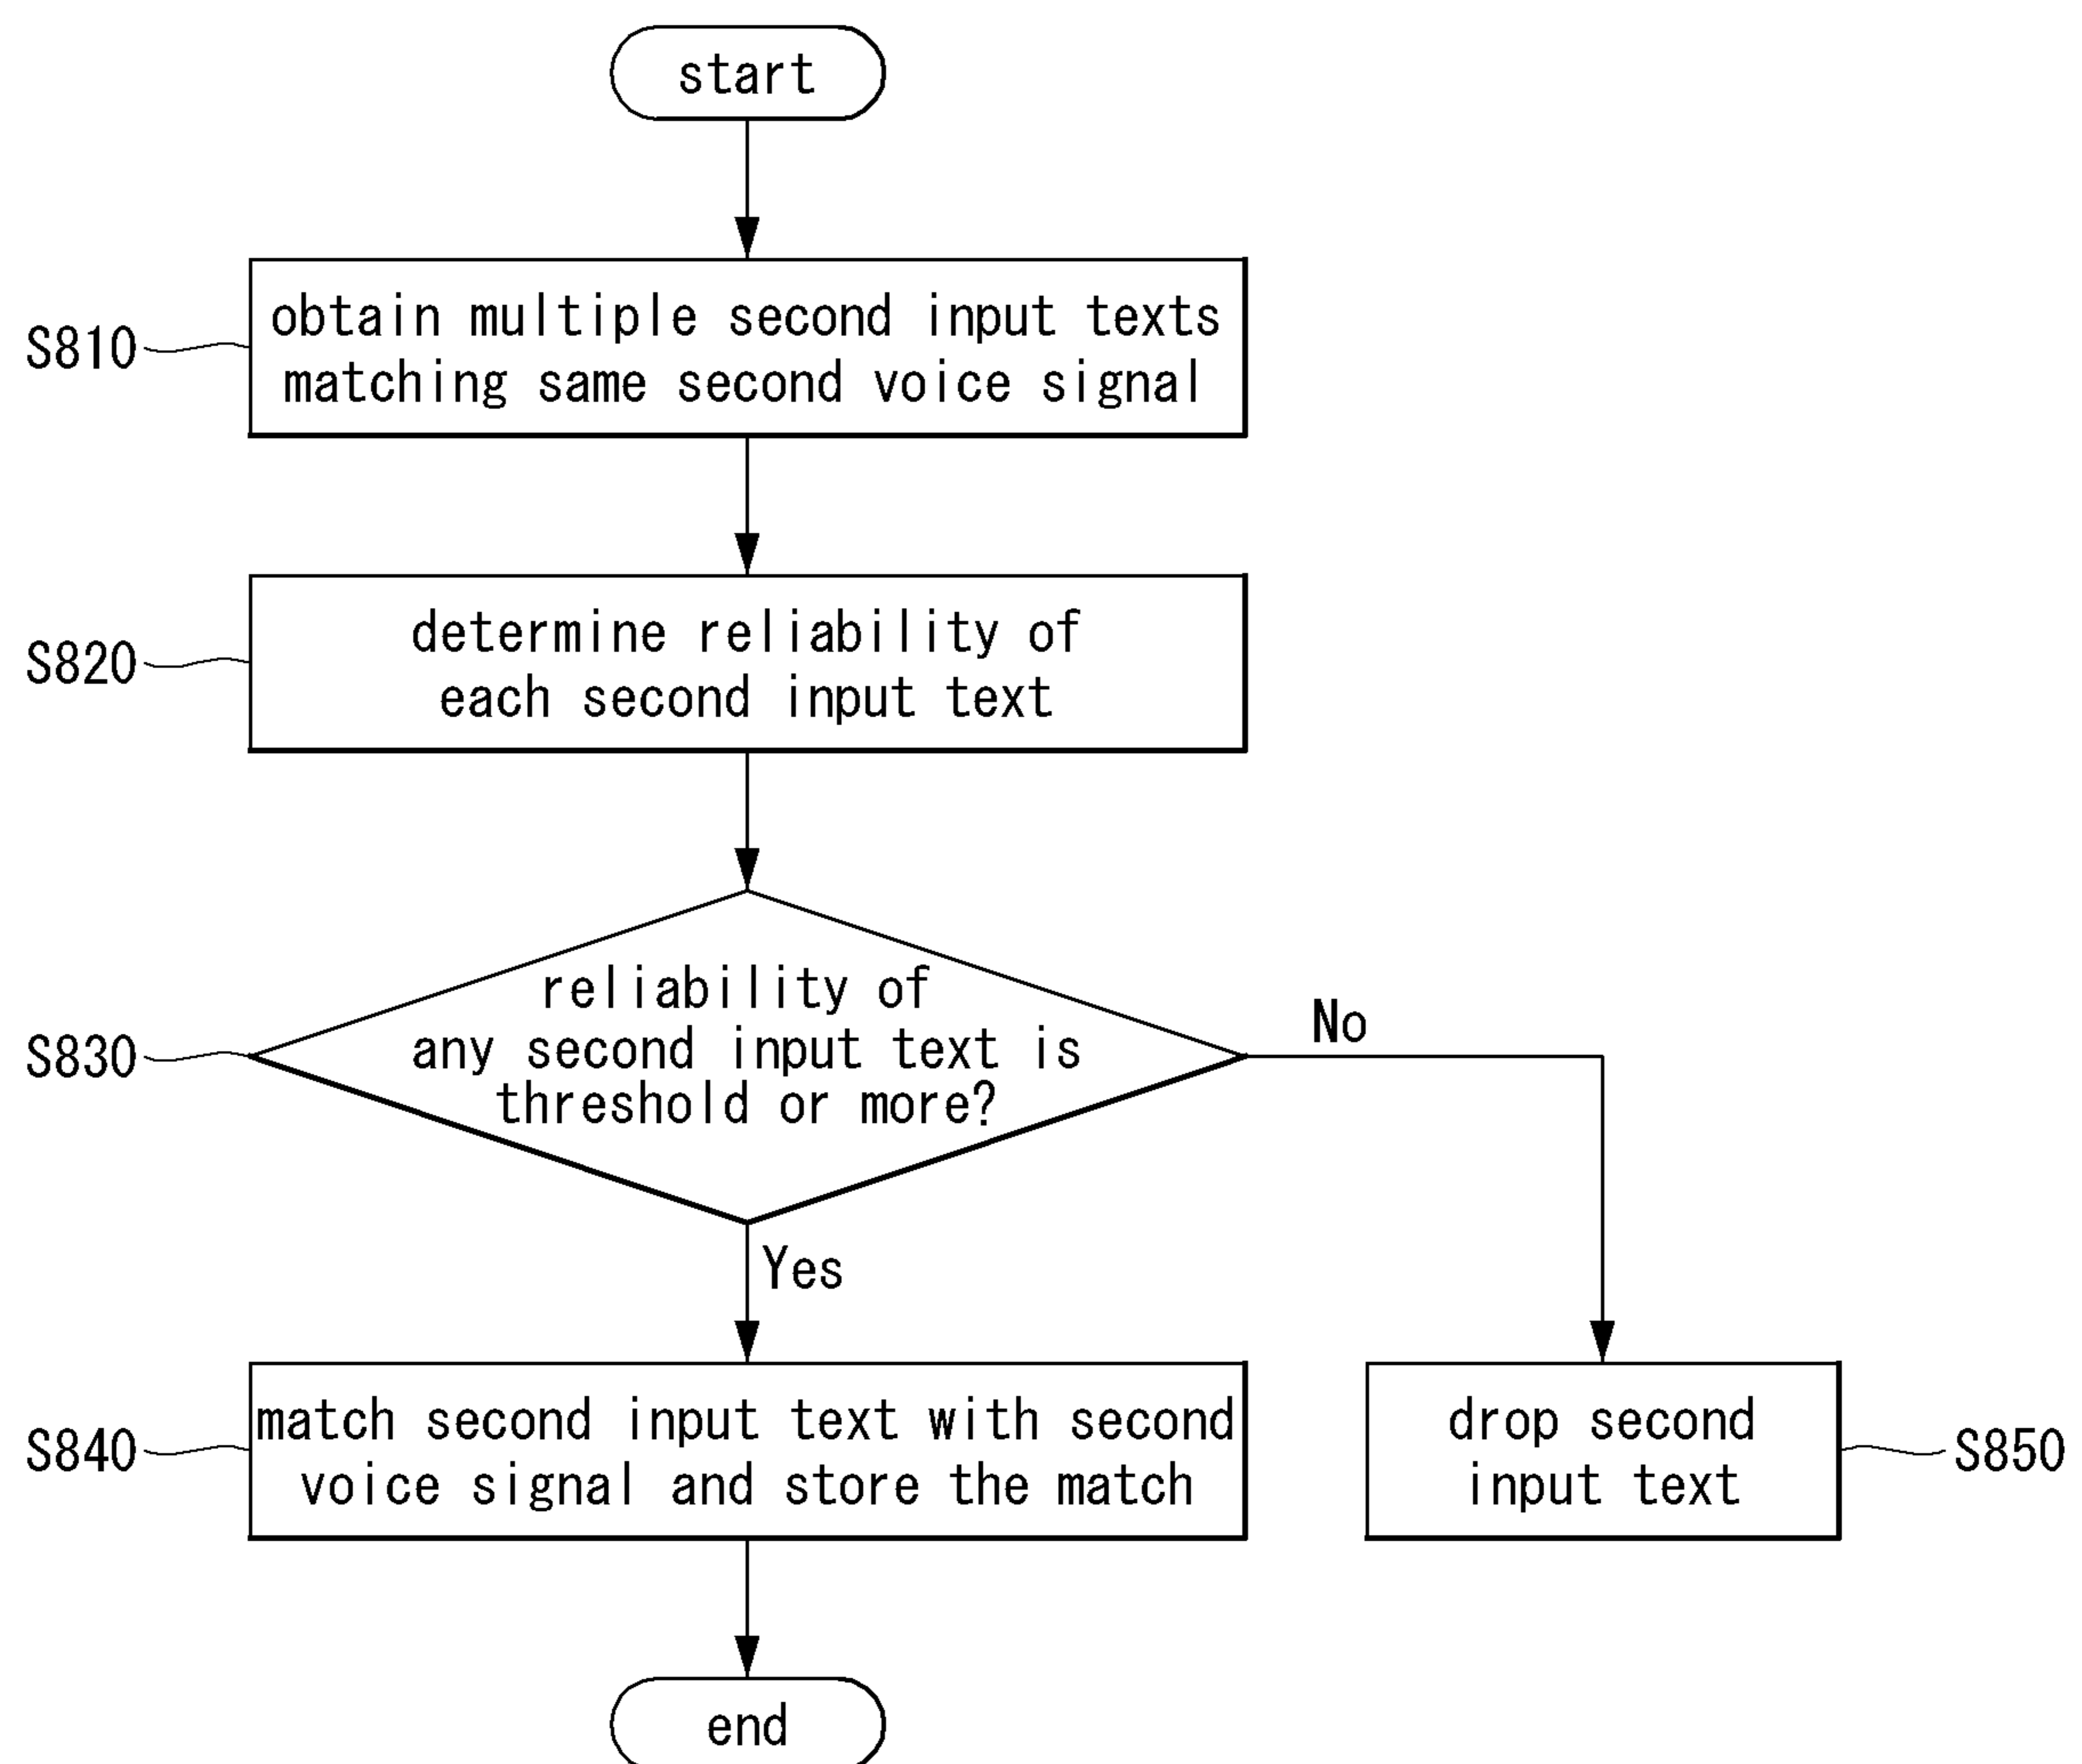 start
S810
obtain multiple second input texts
matching same second voice signal
S820
determine reliability of
each second input text
S830
reliability of
any second input text is
threshold or more?
No
Yes
S840
match second input text with second
voice signal and store the match
drop second
input text
S850
end